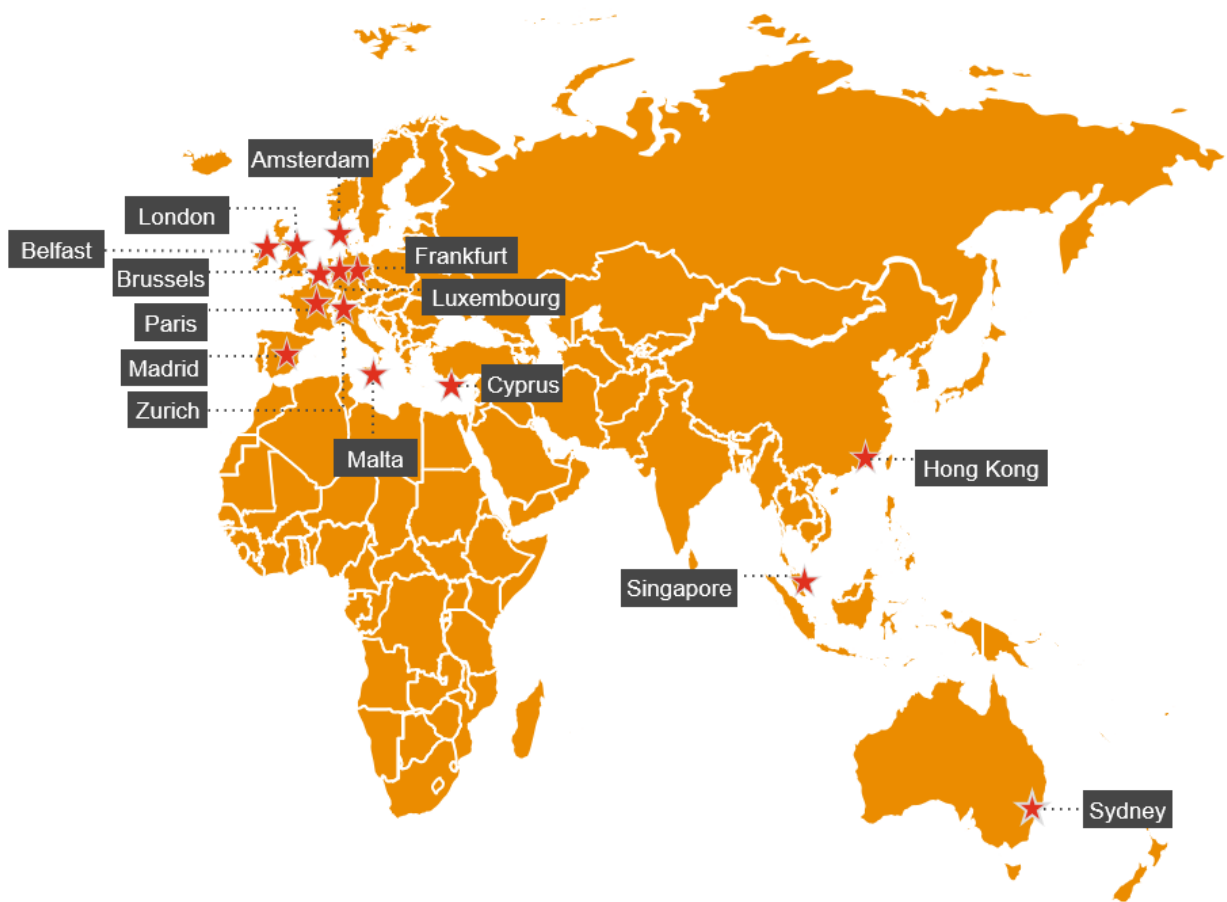 Amsterdam
London
Belfast
Frankfurt
Brussels
Luxembourg
Paris
Madrid
Cyprus
Zurich
Malta
Hong Kong
Singapore
Sydney